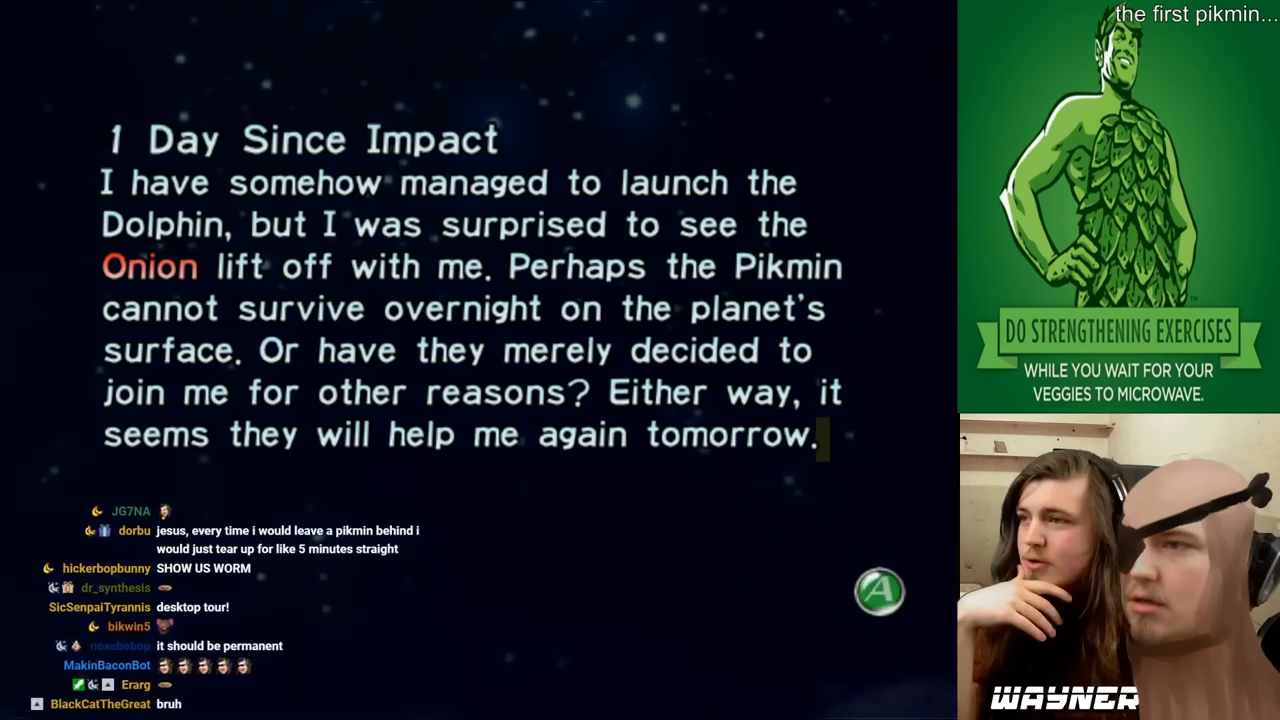 1 Day Since Impact
I have somehow managed to launch the
Dolphin, but I was surprised to see the
Onion lift off with me. Perhaps the Pikmin
cannot survive overnight on the planet's
surface. Or have they merely decided to
join me for other reasons? Either way, it
seems they will help me again tomorrow.
A
JG7NA
dorbu jesus, every time i would leave a pikmin behind i
would just tear up for like 5 minutes straight
hickerbopbunny SHOW US WORM
dr_synthesis
SicSenpaiTyrannis desktop tour!
bikwin5
noxebebop it should be permanent
MakinBaconBot
Erarg
BlackCatTheGreat bruh
the first pikmin...
TM
DO STRENGTHENING EXERCISES
WHILE YOU WAIT FOR YOUR
VEGGIES TO MICROWAVE.
WAYNER